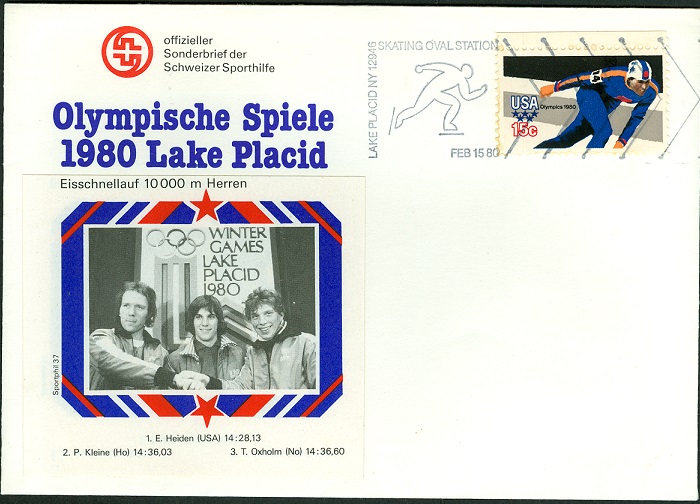 offizieller
Sonderbrief der
Schweizer Sporthilfe
Olympische Spiele
1980 Lake Placid
Eisschnellauf 10000 m Herren
WINTER
GAMES
LAKE
PLACID
1980
Sportphil 37
1. E. Heiden (USA) 14:28,13
2. P. Kleine (Ho) 14:36,03 3. T. Oxholm (No) 14:36,60
LAKE PLACID NY 12946
SKATING OVAL STATION
FEB 15 80
USA
Olympics 1980
15c